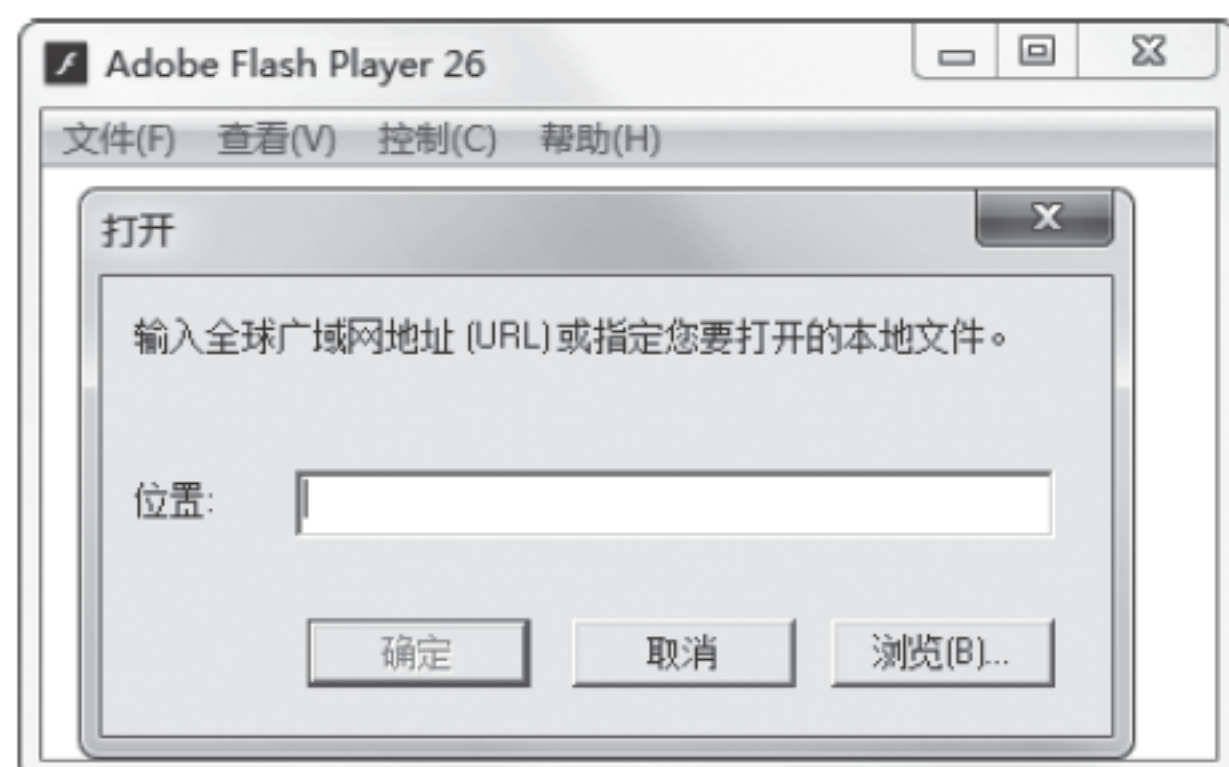 Adobe Flash Player 26
文件(F) 查看(V) 控制(C) 帮助(H)
打开
输入全球广域网地址 (URL) 或指定您要打开的本地文件。
位置:
确定 取消 浏览(B)...